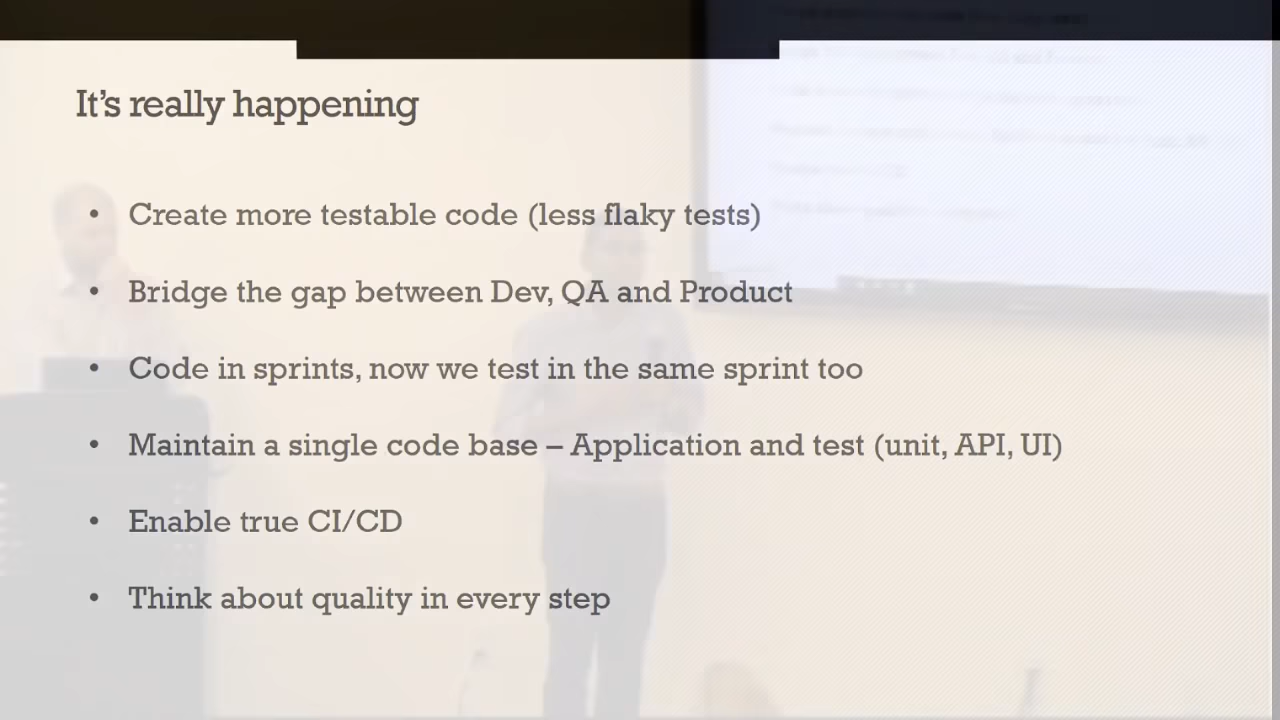 It's really happening
• Create more testable code (less flaky tests)
• Bridge the gap between Dev, QA and Product
• Code in sprints, now we test in the same sprint too
• Maintain a single code base – Application and test (unit, API, UI)
• Enable true CI/CD
• Think about quality in every step